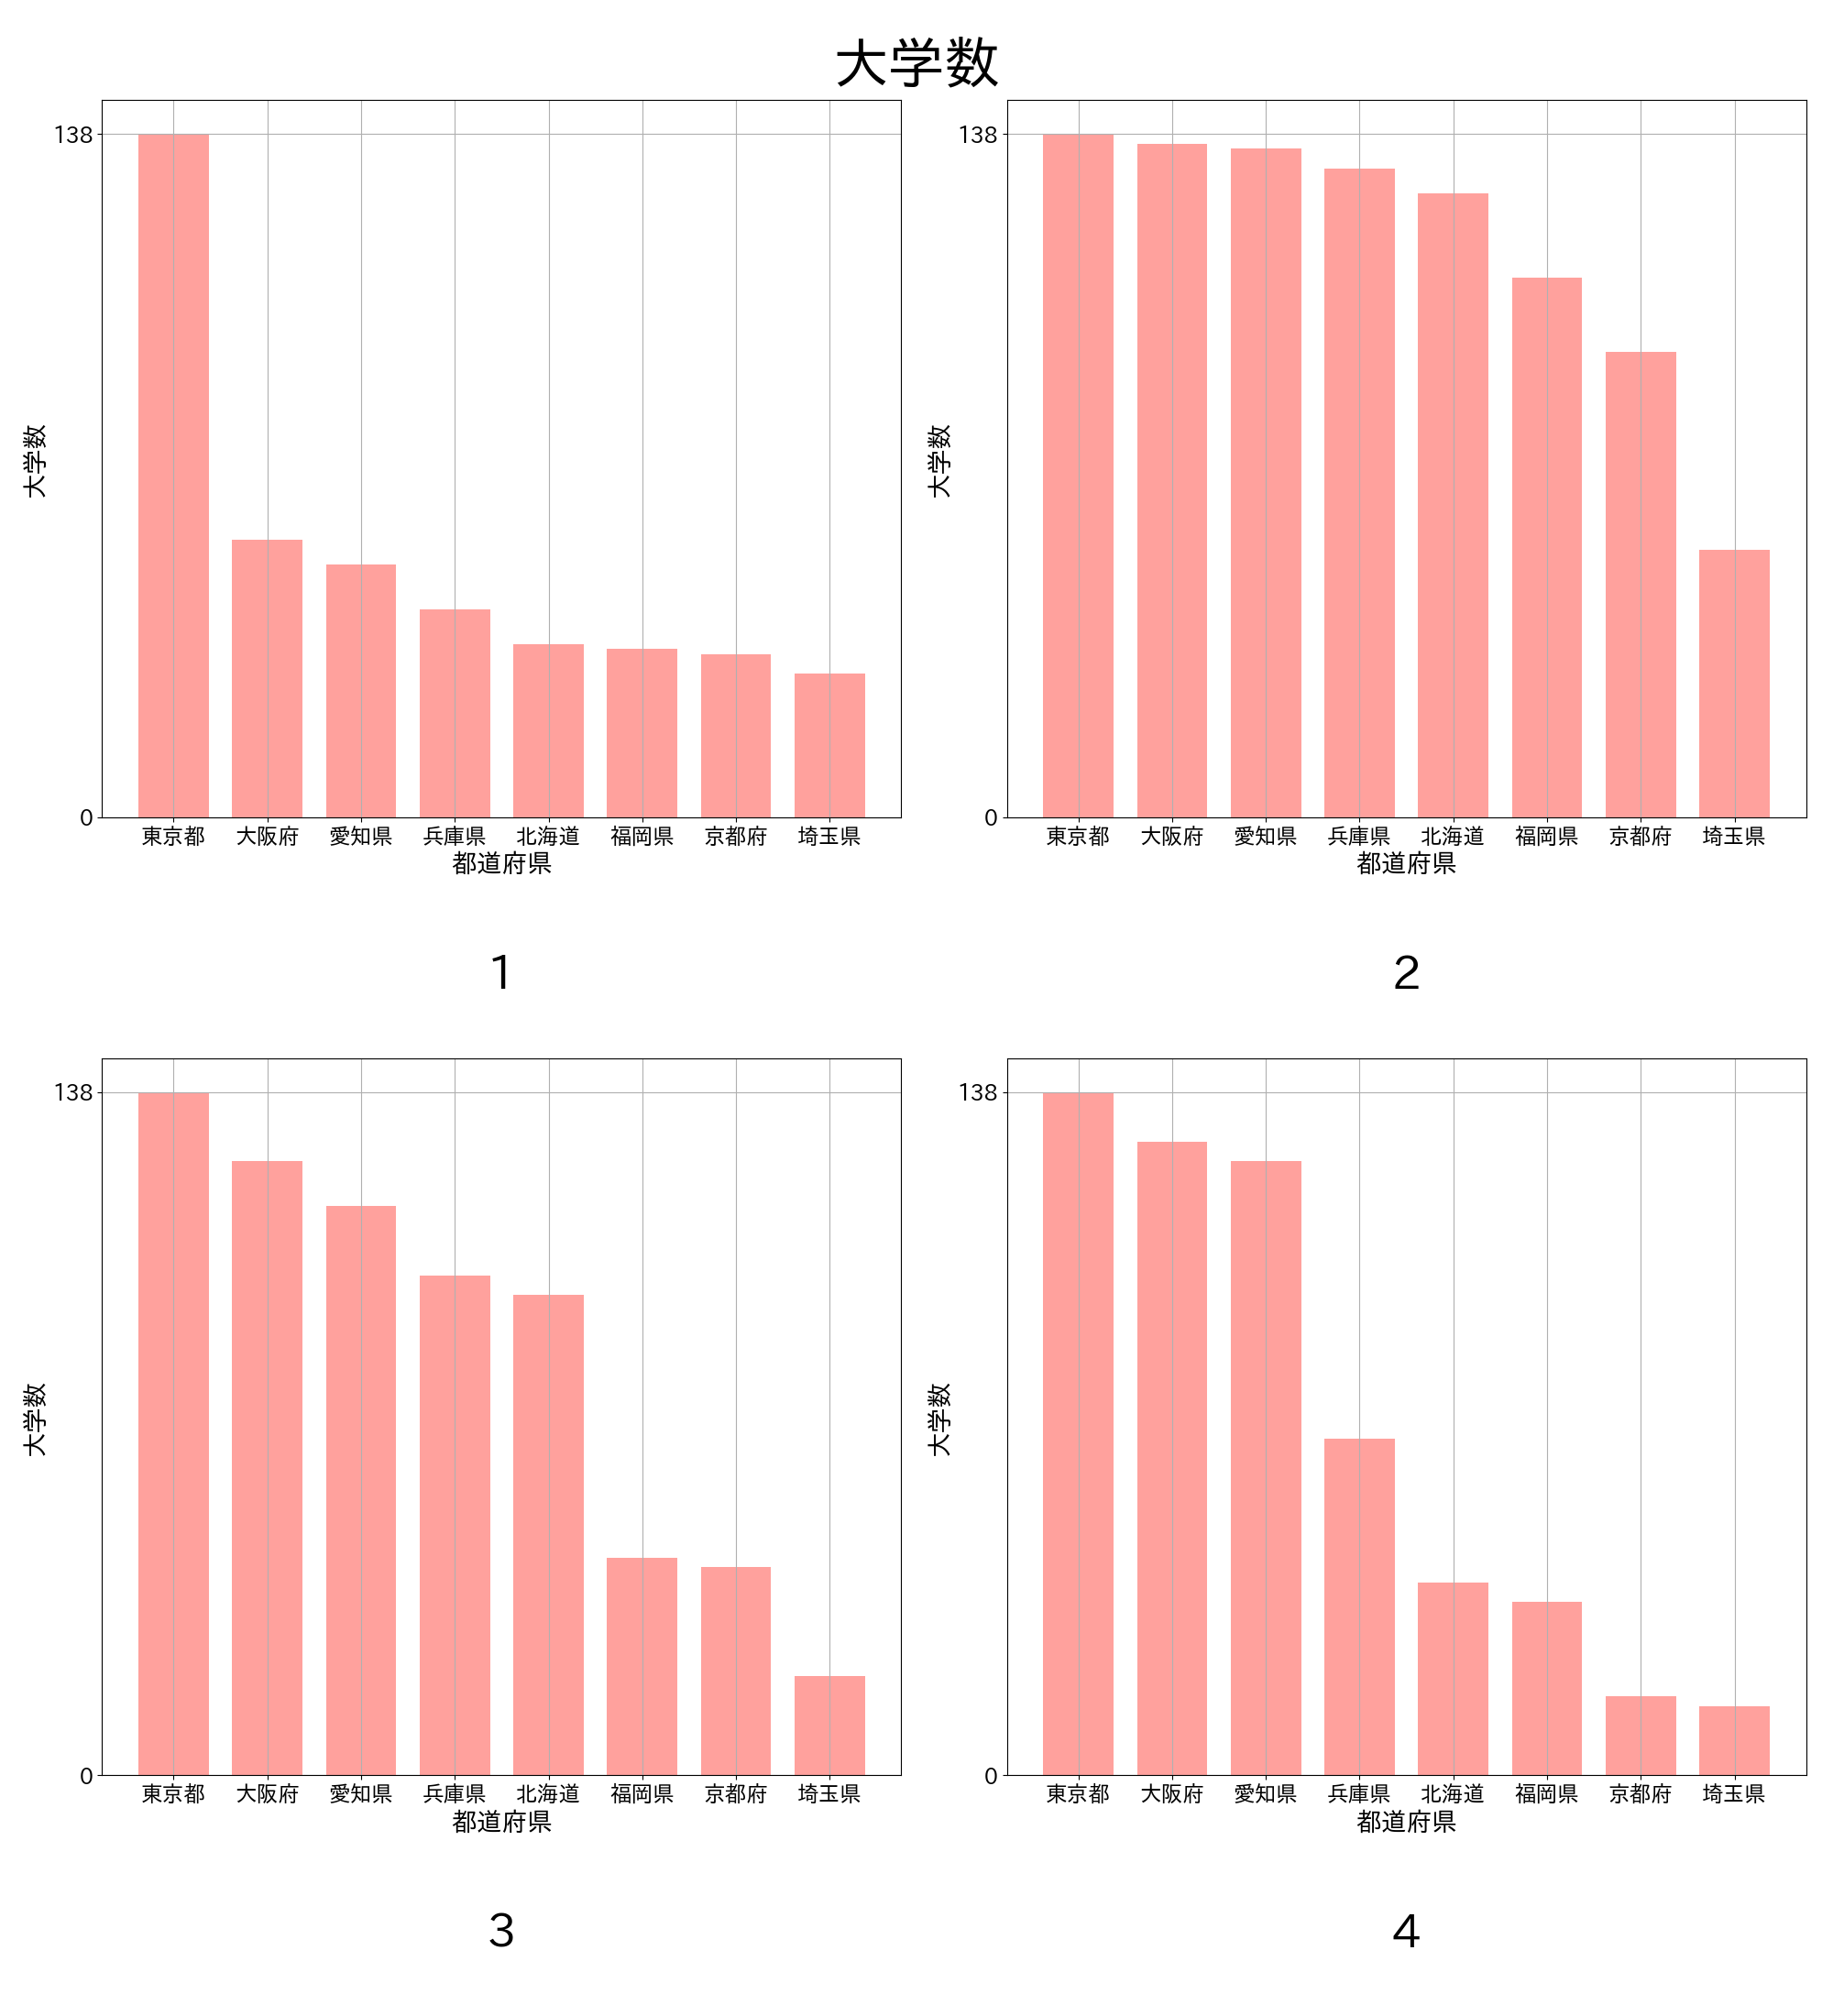 大学数
138
0
大学数
東京都 大阪府 愛知県 兵庫県 北海道 福岡県 京都府 埼玉県
都道府県
1
138
0
大学数
東京都 大阪府 愛知県 兵庫県 北海道 福岡県 京都府 埼玉県
都道府県
2
138
0
大学数
東京都 大阪府 愛知県 兵庫県 北海道 福岡県 京都府 埼玉県
都道府県
3
138
0
大学数
東京都 大阪府 愛知県 兵庫県 北海道 福岡県 京都府 埼玉県
都道府県
4